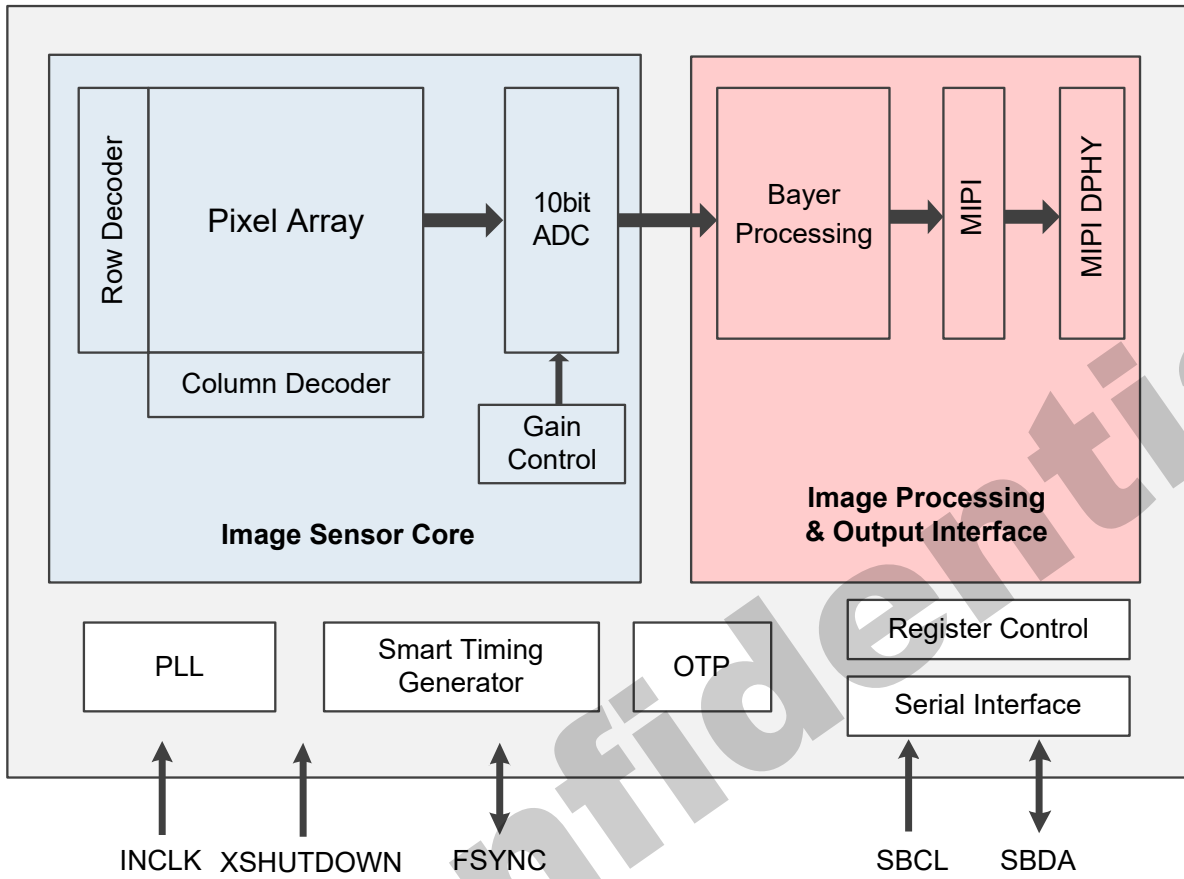 Row Decoder
Pixel Array
Column Decoder
10bit
ADC
Gain
Control
Image Sensor Core
Bayer
Processing
MIPI
MIPI DPHY
Image Processing
& Output Interface
PLL
Smart Timing
Generator
OTP
Register Control
Serial Interface
INCLK
XSHUTDOWN
FSYNC
SBCL
SBDA
nfidenti